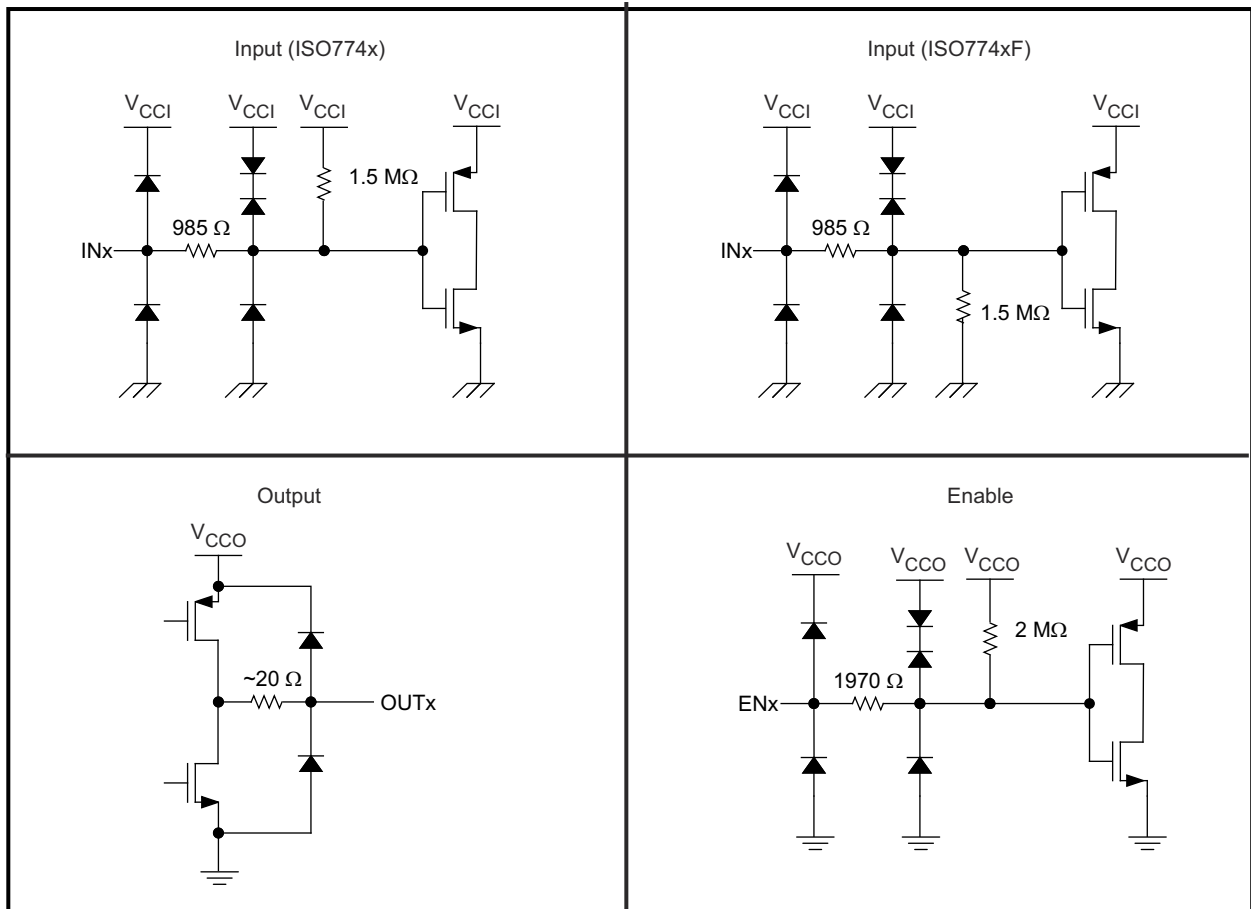 Input (ISO774x)
V_CCI V_CCI V_CCI V_CCI
1.5 MΩ
985 Ω
INx
Input (ISO774xF)
V_CCI V_CCI V_CCI
985 Ω
INx
1.5 MΩ
Output
V_CCO
~20 Ω
OUTx
Enable
V_CCO V_CCO V_CCO V_CCO
2 MΩ
1970 Ω
ENx